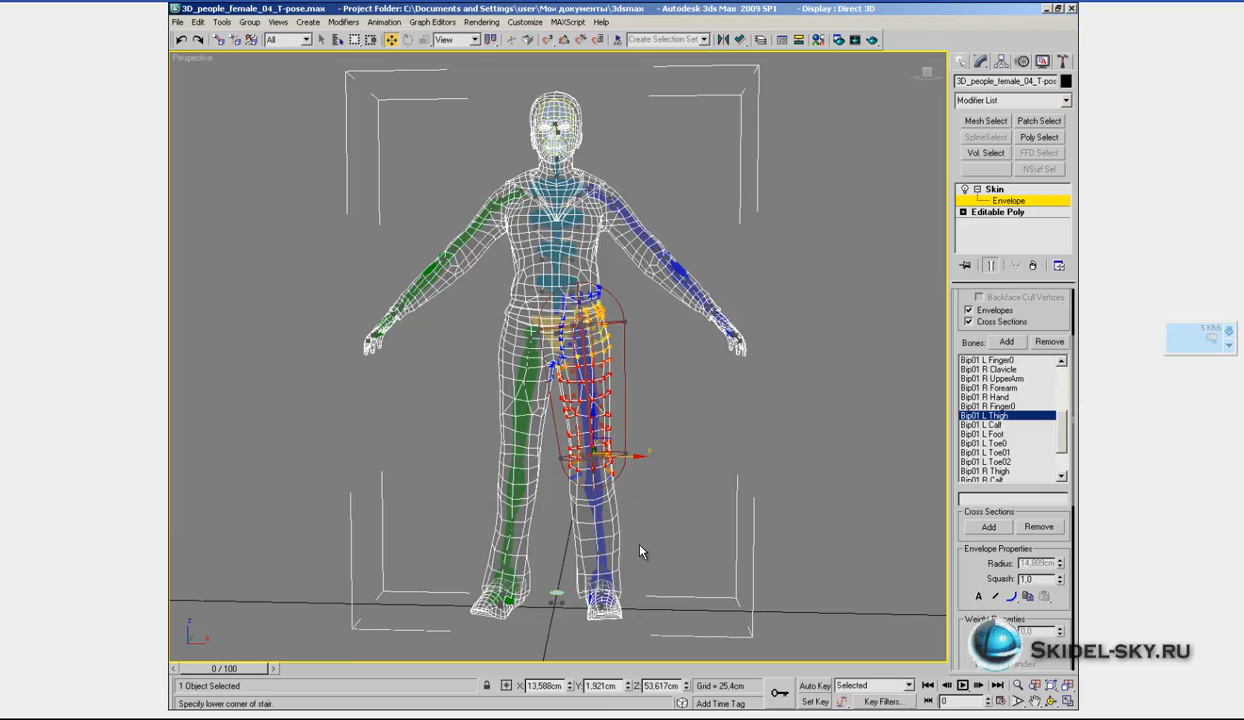 3D_people_female_04_T-pose.max - Project Folder: C:\Documents and Settings\user\Мои документы\3dsmax - Autodesk 3ds Max 2009 SP1 - Display : Direct 3D
File Edit Tools Group Views Create Modifiers Animation Graph Editors Rendering Customize MAXScript Help
All View Create Selection Set
Perspective
3D_people_female_04_T-pos
Modifier List
Mesh Select Patch Select
SplineSelect Poly Select
Vol. Select FFD Select
NSurf Sel
Skin
Envelope
Editable Poly
Backface Cull Vertices
Envelopes
Cross Sections
Bones: Add Remove
Bip01 L Finger0
Bip01 R Clavicle
Bip01 R UpperArm
Bip01 R Forearm
Bip01 R Hand
Bip01 R Finger0
Bip01 L Thigh
Bip01 L Calf
Bip01 L Foot
Bip01 L Toe0
Bip01 L Toe01
Bip01 L Toe02
Bip01 R Thigh
Bip01 R Calf
Cross Sections
Add Remove
Envelope Properties
Radius: 14,809cm
Squash: 1,0
A
5 KB/s
x
z
SKIDEL-SKY.RU
0 / 100
1 Object Selected X: 13,588cm Y: 1,921cm Z: 53,617cm Grid = 25,4cm Auto Key Selected
Specify lower corner of stair. Add Time Tag Set Key Key Filters... 0